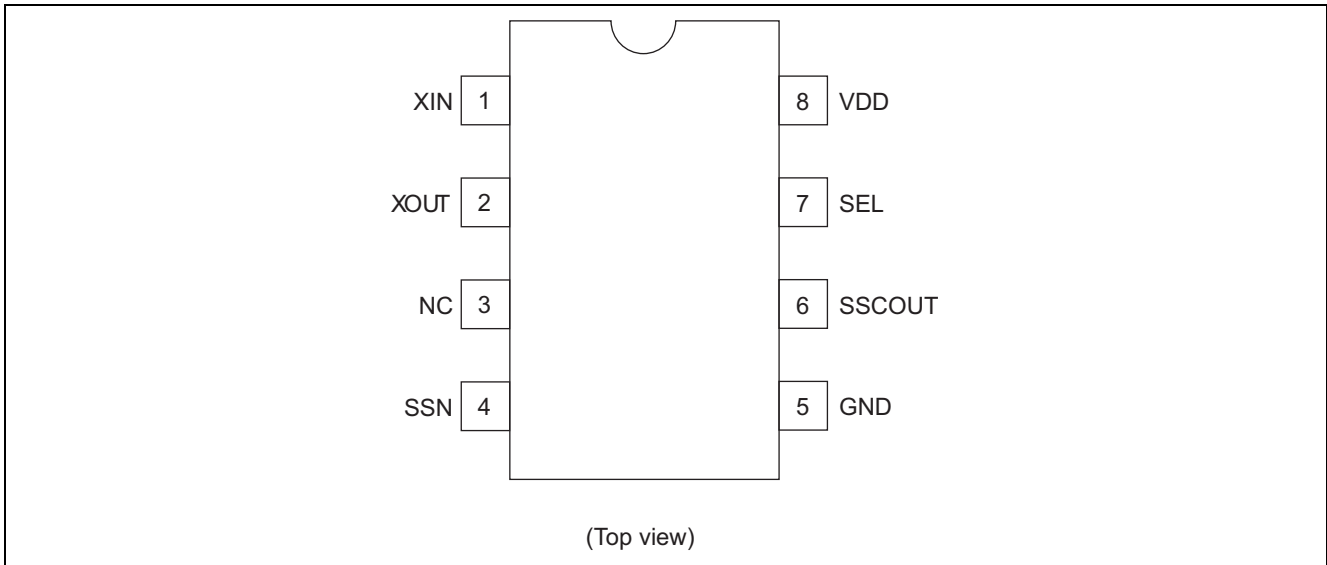 XIN 1 8 VDD
XOUT 2 7 SEL
NC 3 6 SSCOUT
SSN 4 5 GND
(Top view)